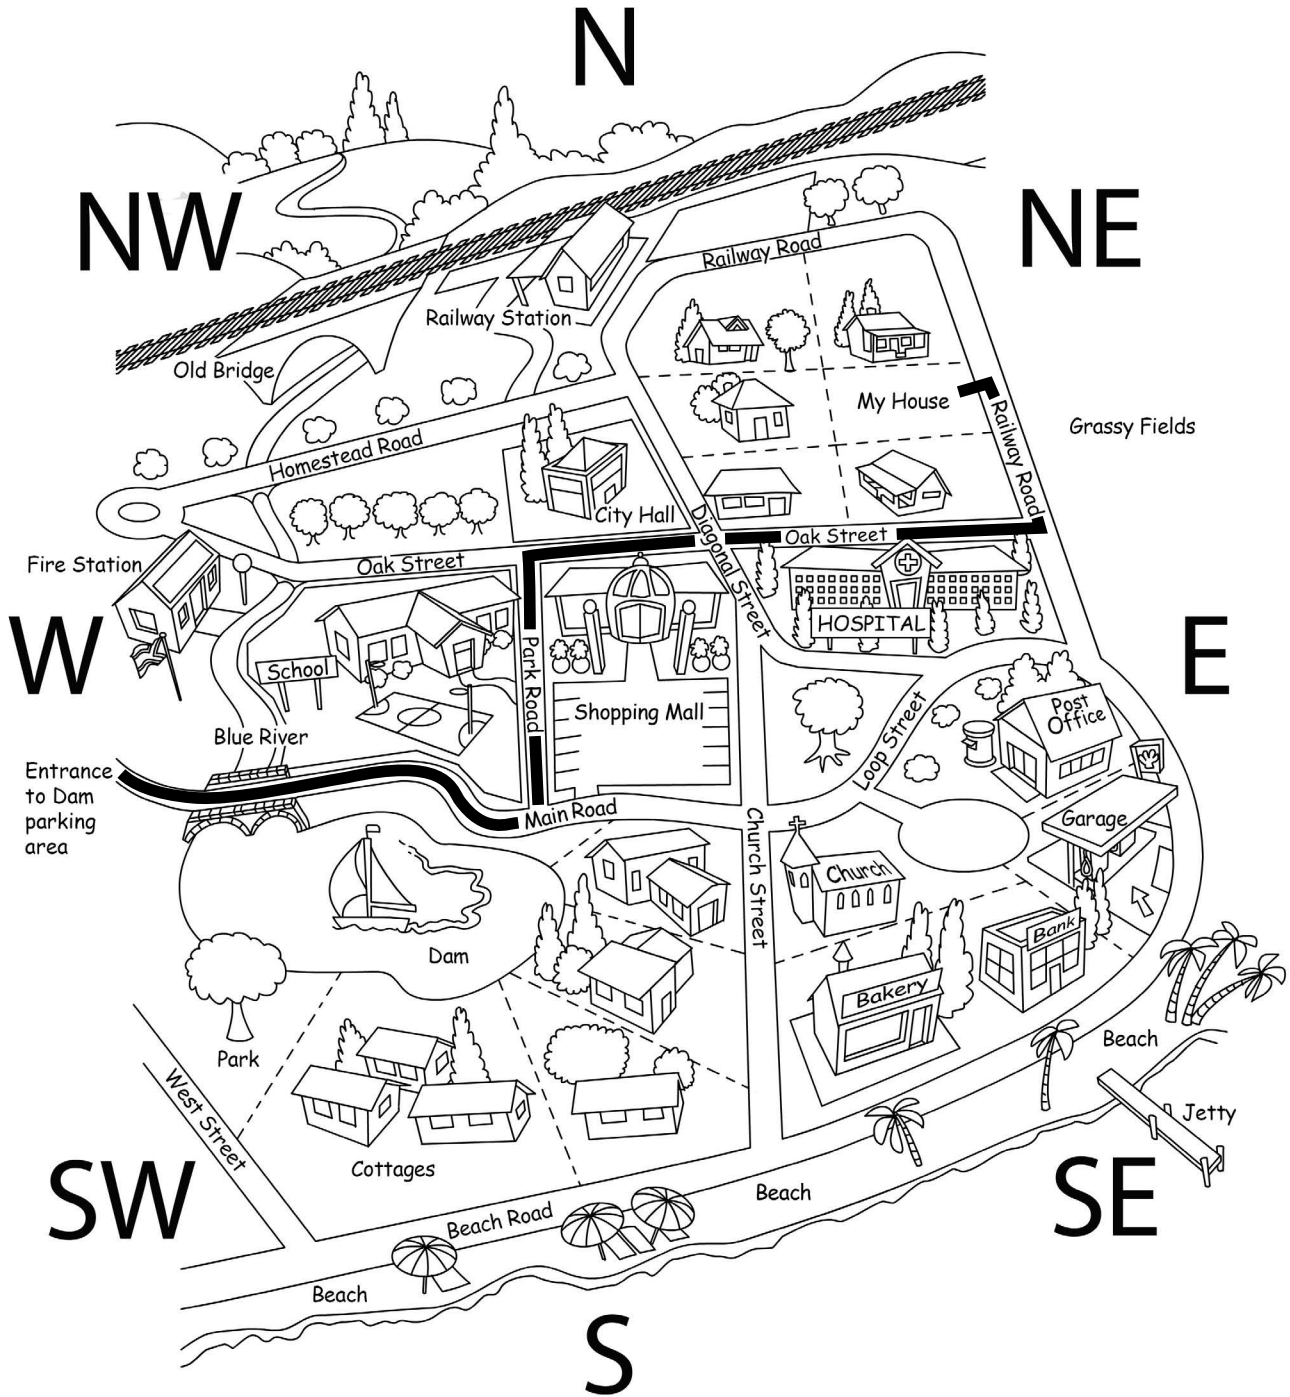 N
NW
NE
Railway Road
Railway Station
Old Bridge
My House
Grassy Fields
Railway Road
Homestead Road
City Hall
Diagonal Street
Oak Street
Oak Street
Fire Station
HOSPITAL
W
E
School
Park Road
Shopping Mall
Post
Office
Loop Street
Blue River
Entrance
to Dam
parking
area
Main Road
Garage
Church Street
Church
Bank
Dam
Bakery
Park
Beach
West Street
Jetty
Cottages
SW
SE
Beach Road
Beach
Beach
S